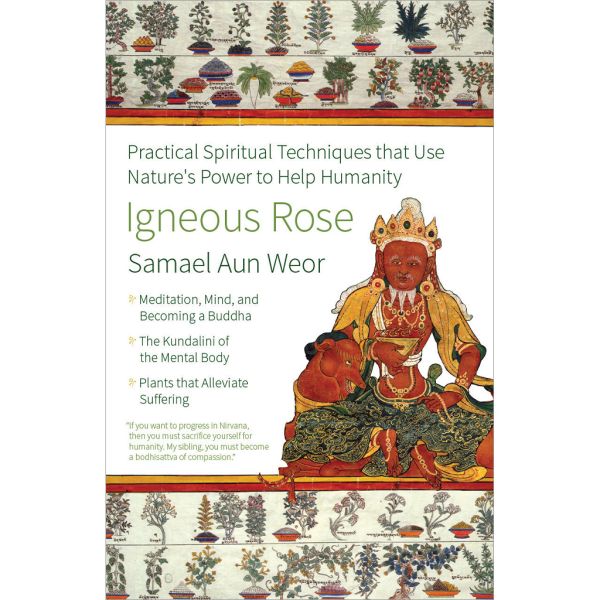 Practical Spiritual Techniques that Use
Nature's Power to Help Humanity
Igneous Rose
Samael Aun Weor
Meditation, Mind, and
Becoming a Buddha
The Kundalini of
the Mental Body
Plants that Alleviate
Suffering
"If you want to progress in Nirvana,
then you must sacrifice yourself for
humanity. My sibling, you must become
a bodhisattva of compassion."